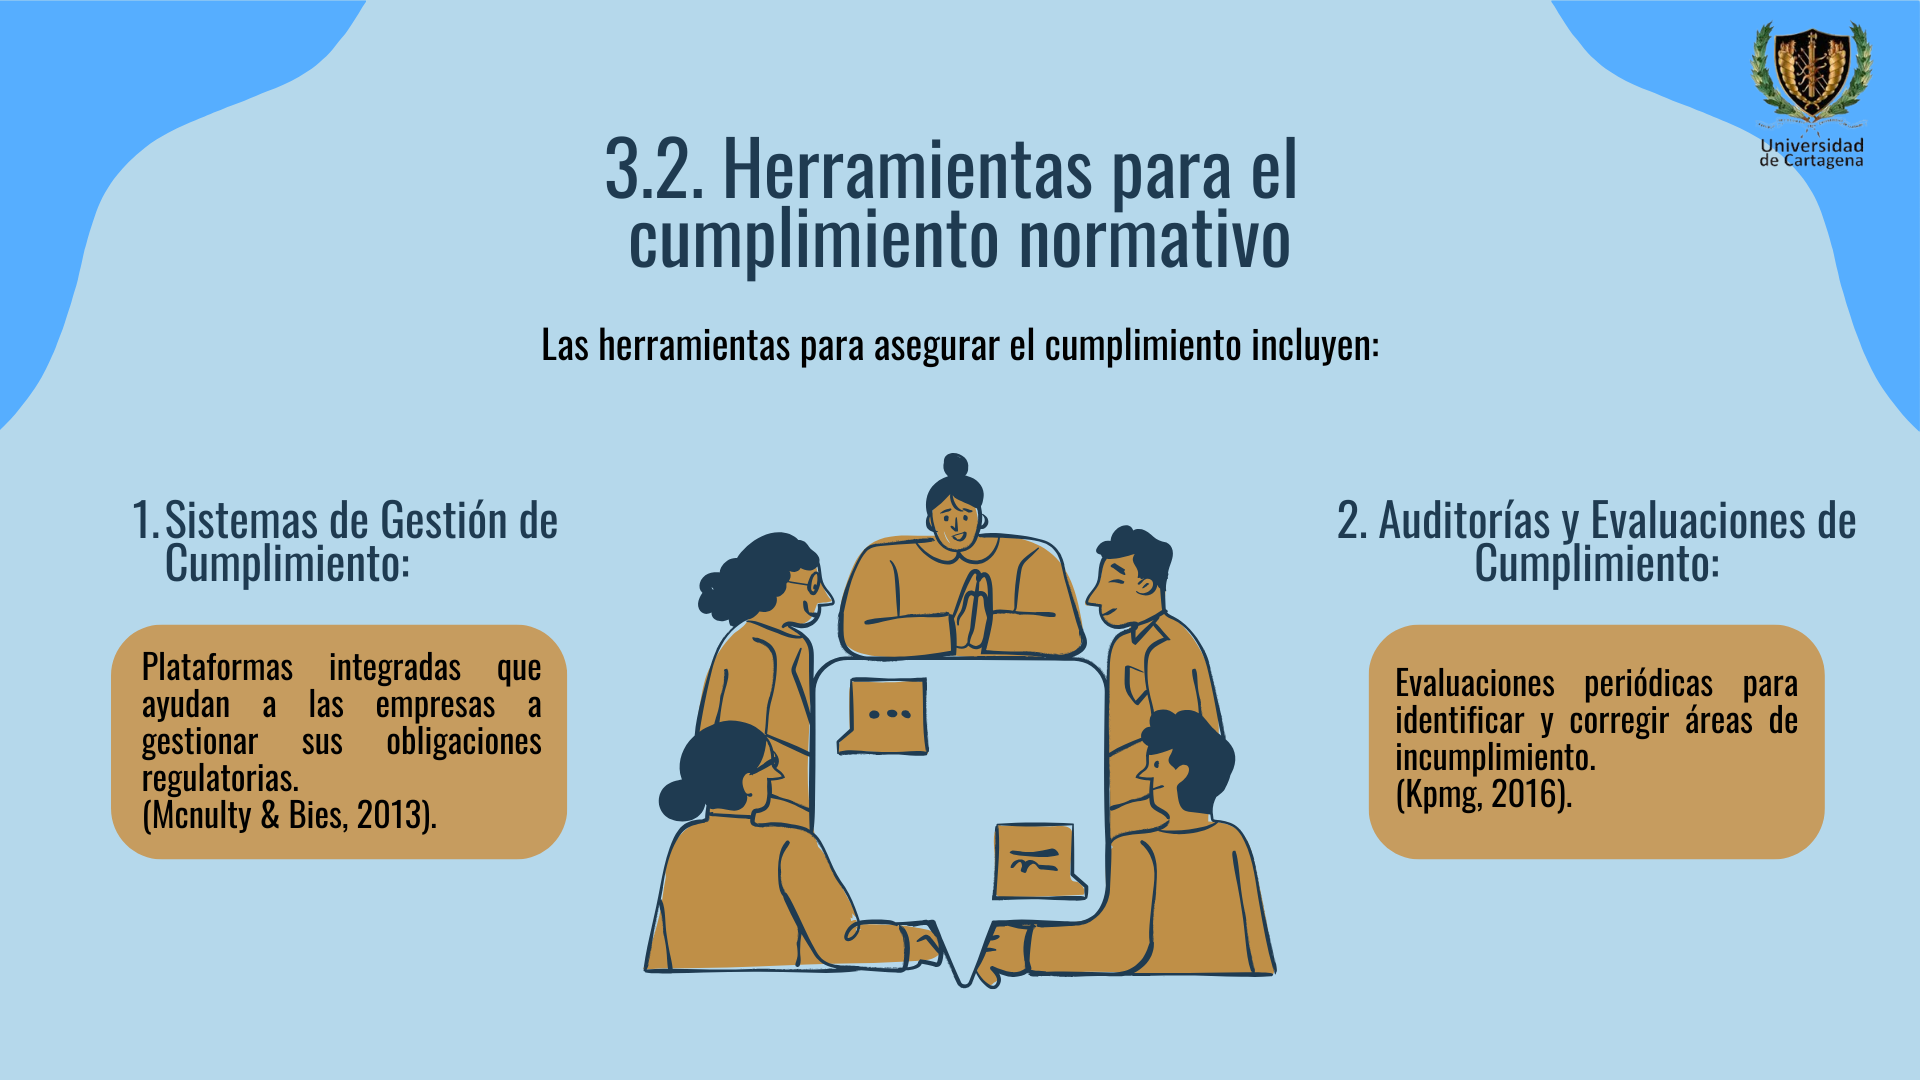 Universidad
de Cartagena
3.2. Herramientas para el
cumplimiento normativo
Las herramientas para asegurar el cumplimiento incluyen:
1. Sistemas de Gestión de
Cumplimiento:
Plataformas integradas que
ayudan a las empresas a
gestionar sus obligaciones
regulatorias.
(Mcnulty & Bies, 2013).
2. Auditorías y Evaluaciones de
Cumplimiento:
Evaluaciones periódicas para
identificar y corregir áreas de
incumplimiento.
(Kpmg, 2016).